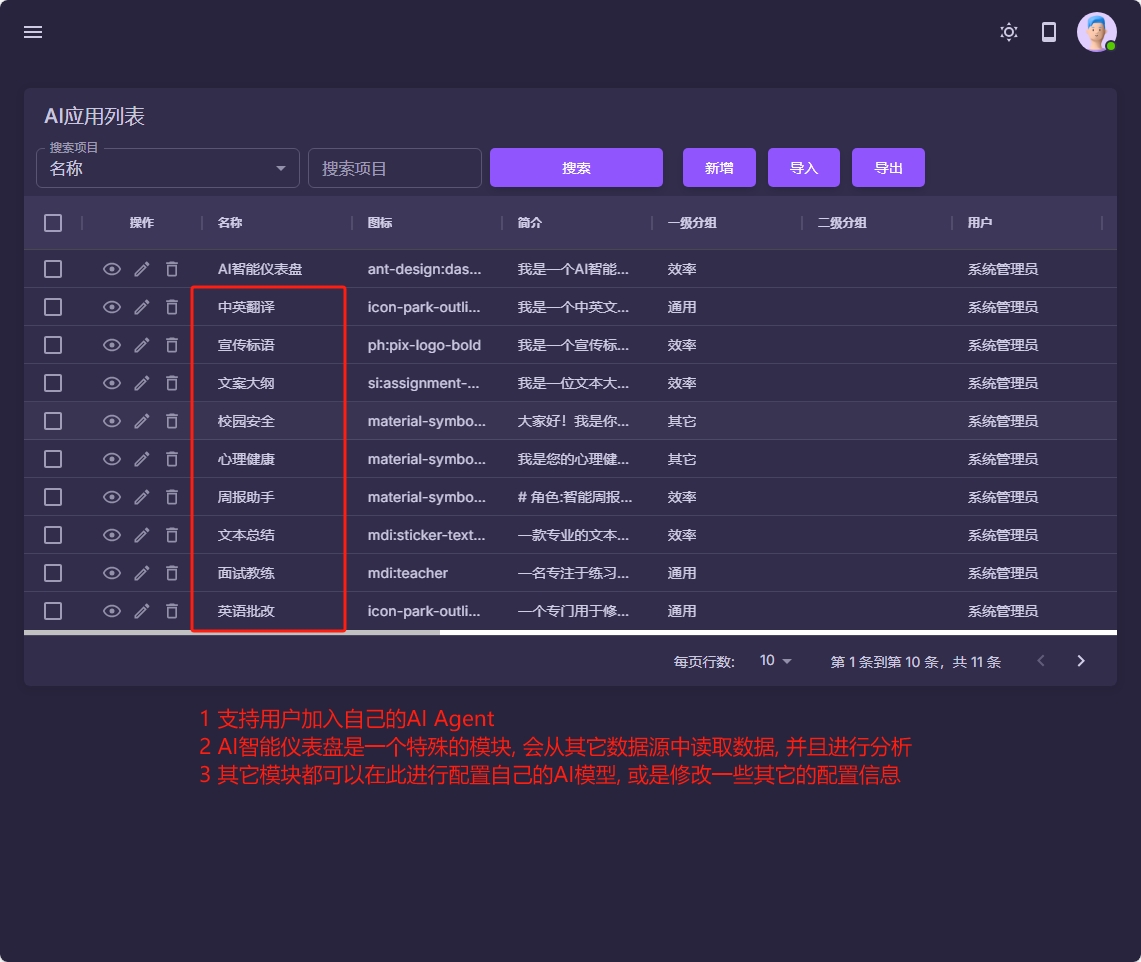 AI应用列表
搜索项目
名称 搜索项目 搜索 新增 导入 导出
操作 名称 图标 简介 一级分组 二级分组 用户
AI智能仪表盘 ant-design:das... 我是一个AI智能... 效率 系统管理员
中英翻译 icon-park-outli... 我是一个中英文... 通用 系统管理员
宣传标语 ph:pix-logo-bold 我是一个宣传标... 效率 系统管理员
文案大纲 si:assignment-... 我是一位文本大... 效率 系统管理员
校园安全 material-symbo... 大家好！我是你... 其它 系统管理员
心理健康 material-symbo... 我是您的心理健... 其它 系统管理员
周报助手 material-symbo... # 角色:智能周报... 效率 系统管理员
文本总结 mdi:sticker-text... 一款专业的文本... 效率 系统管理员
面试教练 mdi:teacher 一名专注于练习... 通用 系统管理员
英语批改 icon-park-outli... 一个专门用于修... 通用 系统管理员
每页行数: 10 第 1 条到第 10 条，共 11 条
1 支持用户加入自己的AI Agent
2 AI智能仪表盘是一个特殊的模块, 会从其它数据源中读取数据, 并且进行分析
3 其它模块都可以在此进行配置自己的AI模型, 或是修改一些其它的配置信息